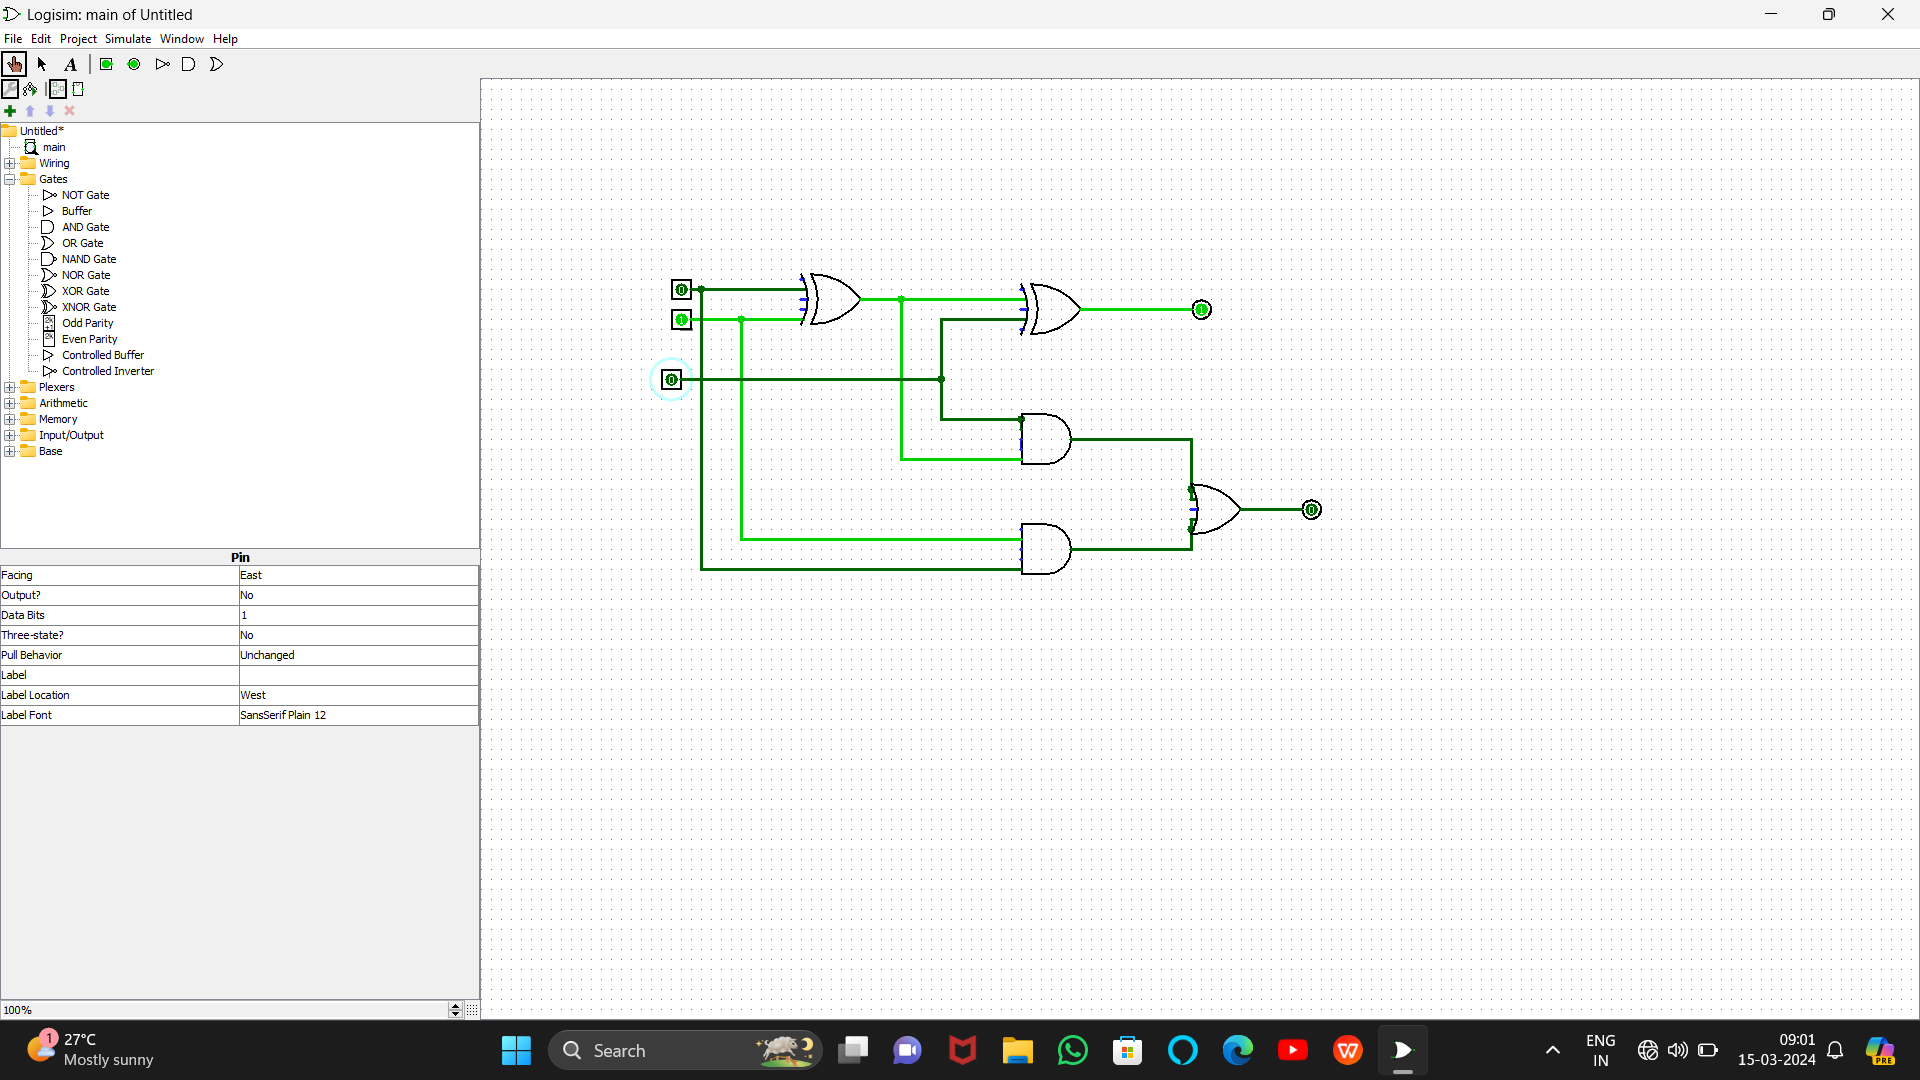 Logisim: main of Untitled
File Edit Project Simulate Window Help
A
Untitled*
main
Wiring
Gates
NOT Gate
Buffer
AND Gate
OR Gate
NAND Gate
NOR Gate
XOR Gate
XNOR Gate
Odd Parity
Even Parity
Controlled Buffer
Controlled Inverter
Plexers
Arithmetic
Memory
Input/Output
Base
0
1
1
0
0
Pin
Facing East
Output? No
Data Bits 1
Three-state? No
Pull Behavior Unchanged
Label
Label Location West
Label Font SansSerif Plain 12
100%
1
27°C
Mostly sunny
Search
W
ENG
IN
09:01
15-03-2024
PRE